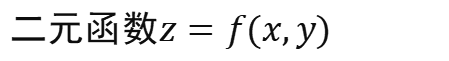 二元函数z = f(x, y)